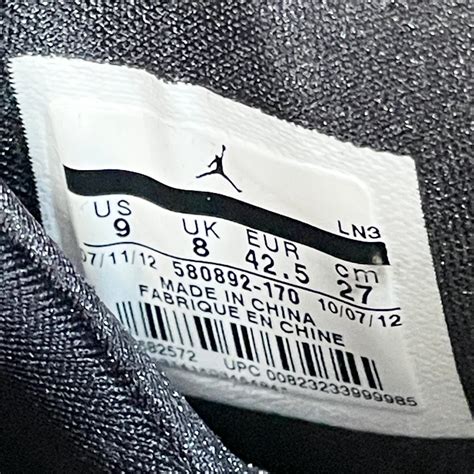 LN3
US UK EUR cm
9 8 42.5 27
07/11/12 580892-170 10/07/12
MADE IN CHINA
FABRIQUE EN CHINE
UPC 00823233999985